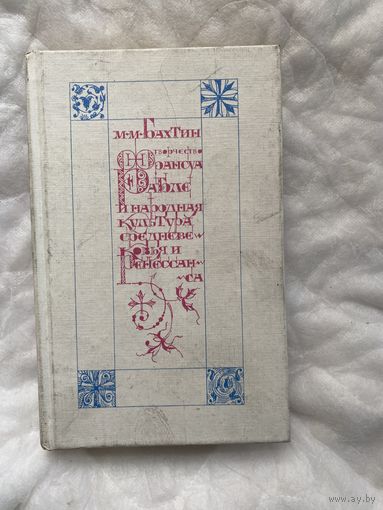 М·М·БАХТИН
ТВОРЧЕСТВО
ФРАНСУА
РАБЛЕ
И НАРОДНАЯ
КУЛЬТУРА
СРЕДНЕВЕ-
КОВЬЯ И
РЕНЕССАН-
СА
www.ay.by